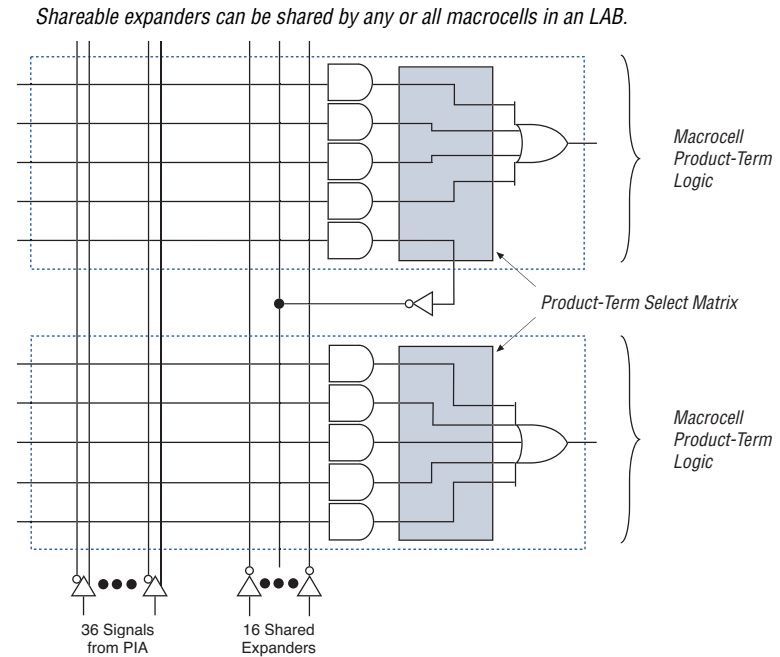 Shareable expanders can be shared by any or all macrocells in an LAB.
Macrocell
Product-Term
Logic
Product-Term Select Matrix
Macrocell
Product-Term
Logic
36 Signals
from PIA
16 Shared
Expanders